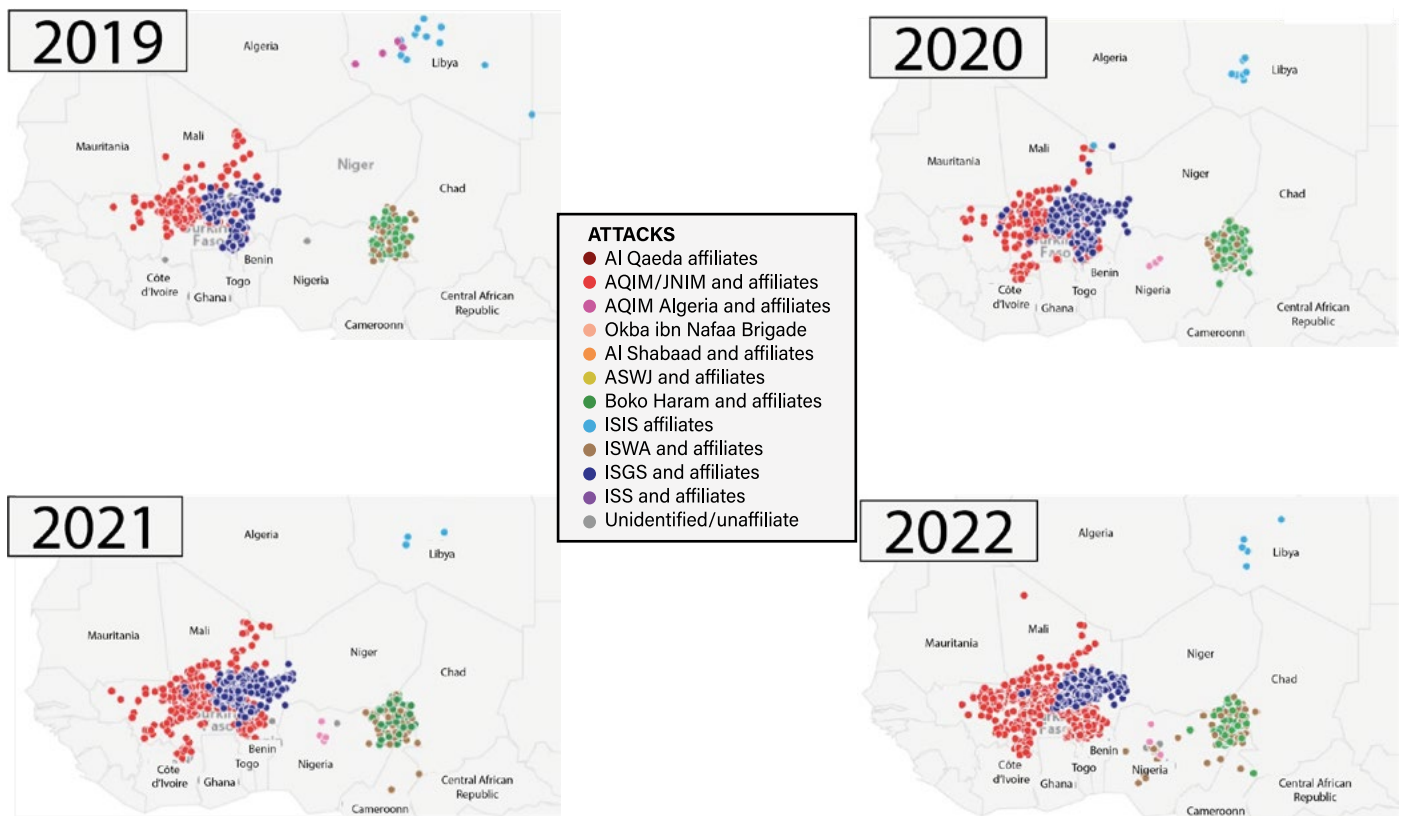 2019
Algeria
Libya
Mali
Mauritania
Niger
Chad
Faso
Benin
Côte
d'Ivoire
Togo
Ghana
Nigeria
Central African
Republic
Cameroonn
2020
Algeria
Libya
Mali
Mauritania
Niger
Chad
Faso
Benin
Côte
d'Ivoire
Togo
Ghana
Nigeria
Central African
Republic
Cameroonn
ATTACKS
Al Qaeda affiliates
AQIM/JNIM and affiliates
AQIM Algeria and affiliates
Okba ibn Nafaa Brigade
Al Shabaad and affiliates
ASWJ and affiliates
Boko Haram and affiliates
ISIS affiliates
ISWA and affiliates
ISGS and affiliates
ISS and affiliates
Unidentified/unaffiliate
2021
Algeria
Libya
Mali
Mauritania
Niger
Chad
Faso
Benin
Côte
d'Ivoire
Togo
Ghana
Nigeria
Central African
Republic
Cameroonn
2022
Algeria
Libya
Mali
Mauritania
Niger
Chad
Faso
Benin
Côte
d'Ivoire
Togo
Ghana
Nigeria
Central African
Republic
Cameroonn